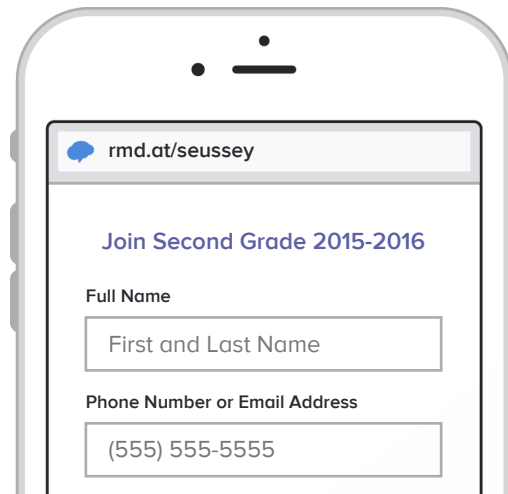 rmd.at/seussey
Join Second Grade 2015-2016
Full Name
First and Last Name
Phone Number or Email Address
(555) 555-5555